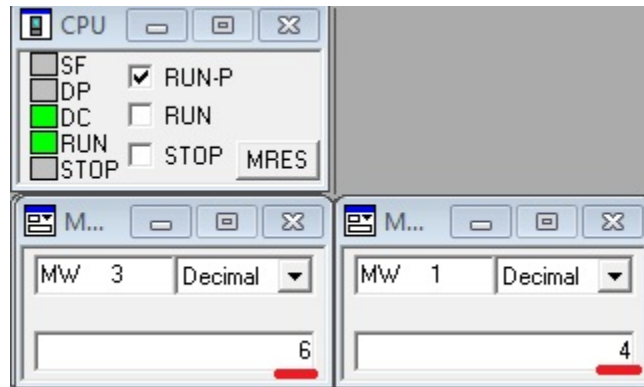 CPU
SF
DP
DC
RUN
STOP
RUN-P
RUN
STOP
MRES
M...
MW 3 Decimal
6
M...
MW 1 Decimal
4